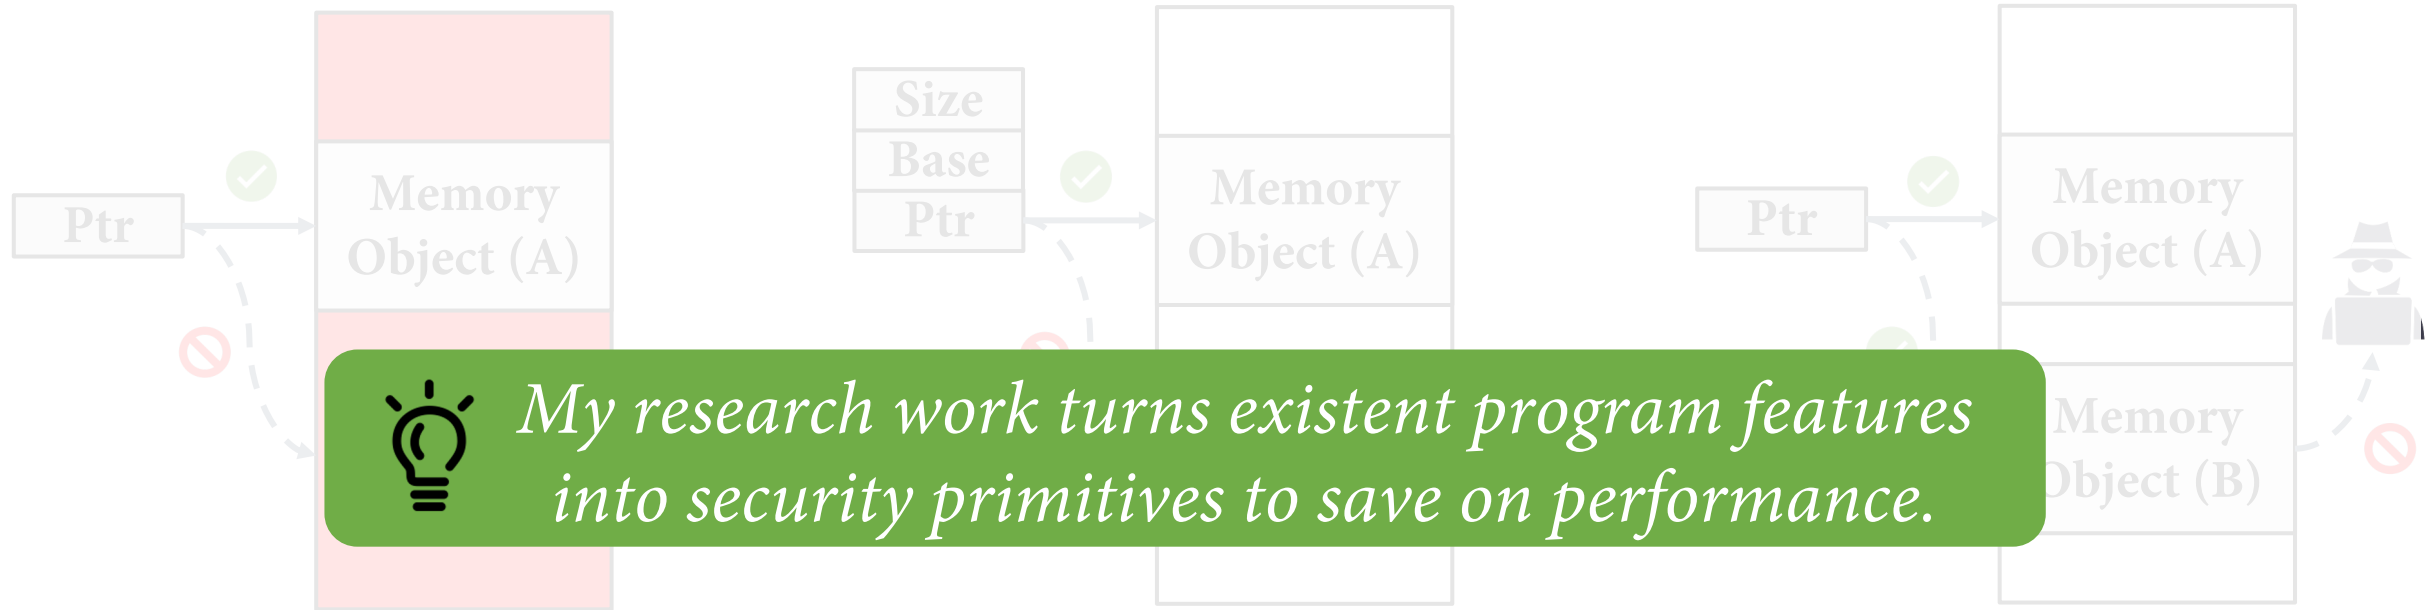 Ptr
Memory
Object (A)
Size
Base
Ptr
Memory
Object (A)
Ptr
Memory
Object (A)
Memory
Object (B)
My research work turns existent program features
into security primitives to save on performance.